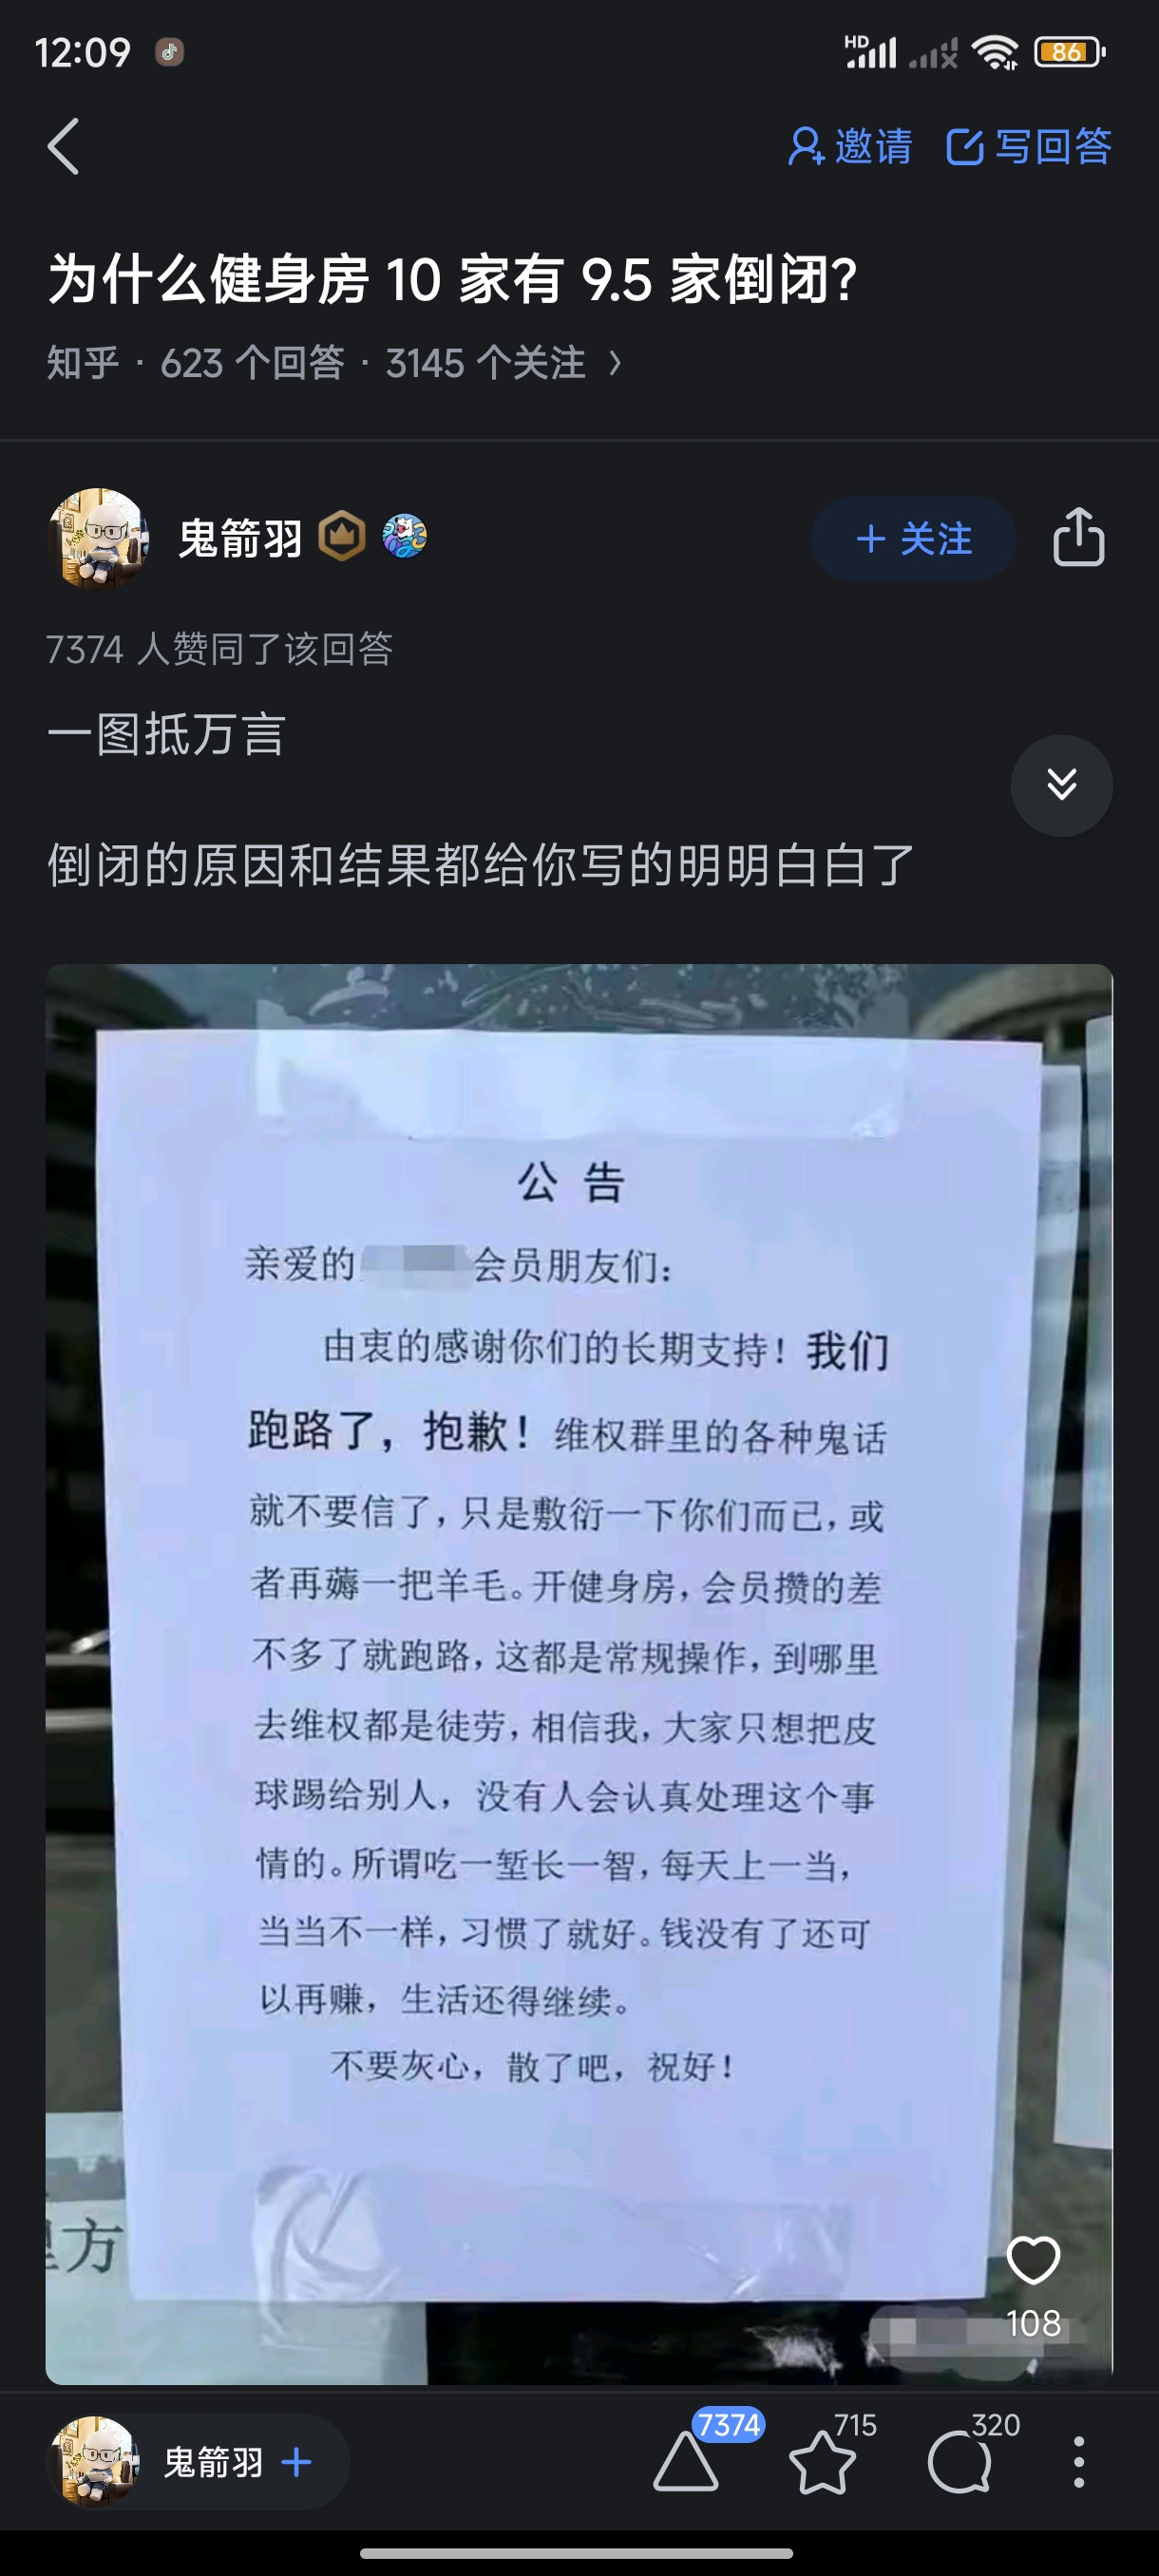 12:09
HD
86
邀请 写回答
为什么健身房 10 家有 9.5 家倒闭?
知乎 · 623 个回答 · 3145 个关注 〉
鬼箭羽
+ 关注
7374 人赞同了该回答
一图抵万言
倒闭的原因和结果都给你写的明明白白了
公 告
亲爱的 会员朋友们：
由衷的感谢你们的长期支持！我们
跑路了，抱歉！维权群里的各种鬼话
就不要信了，只是敷衍一下你们而已，或
者再薅一把羊毛。开健身房，会员攒的差
不多了就跑路，这都是常规操作，到哪里
去维权都是徒劳，相信我，大家只想把皮
球踢给别人，没有人会认真处理这个事
情的。所谓吃一堑长一智，每天上一当，
当当不一样，习惯了就好。钱没有了还可
以再赚，生活还得继续。
不要灰心，散了吧，祝好！
方
108
鬼箭羽 +
7374
715
320